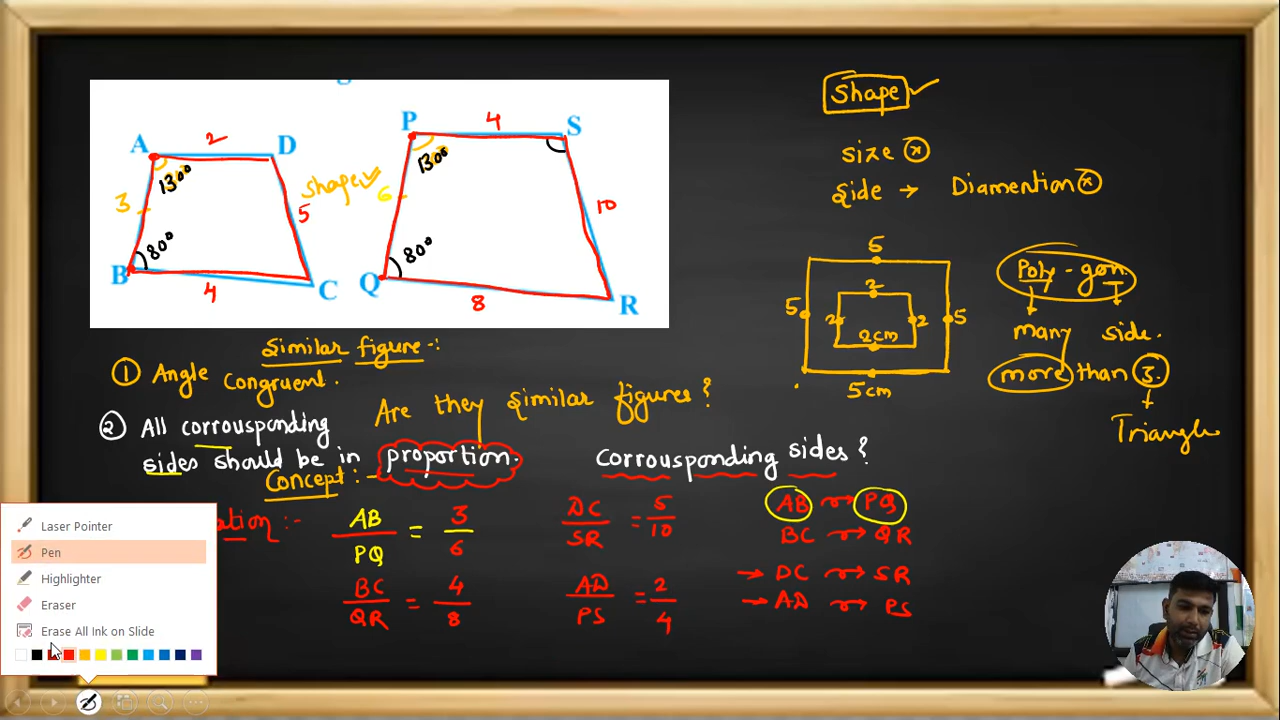 A
2
D
130°
3
5
80°
B
4
C
shape
P
4
S
130°
6
10
80°
Q
8
R
Shape
size
Side → Diamention
5
2
5
2
2
5
2cm
5cm
Poly-gon
many side.
more than 3.
Triangle
Similar figure -:
① Angle congruent.
Are they similar figures?
② All corrousponding
sides should be in proportion.
Concept :-
corrousponding sides?
ation :-
AB/PQ = 3/6
BC/QR = 4/8
DC/SR = 5/10
AD/PS = 2/4
AB PQ
BC QR
→ DC SR
→ AD PS
Laser Pointer
Pen
Highlighter
Eraser
Erase All Ink on Slide